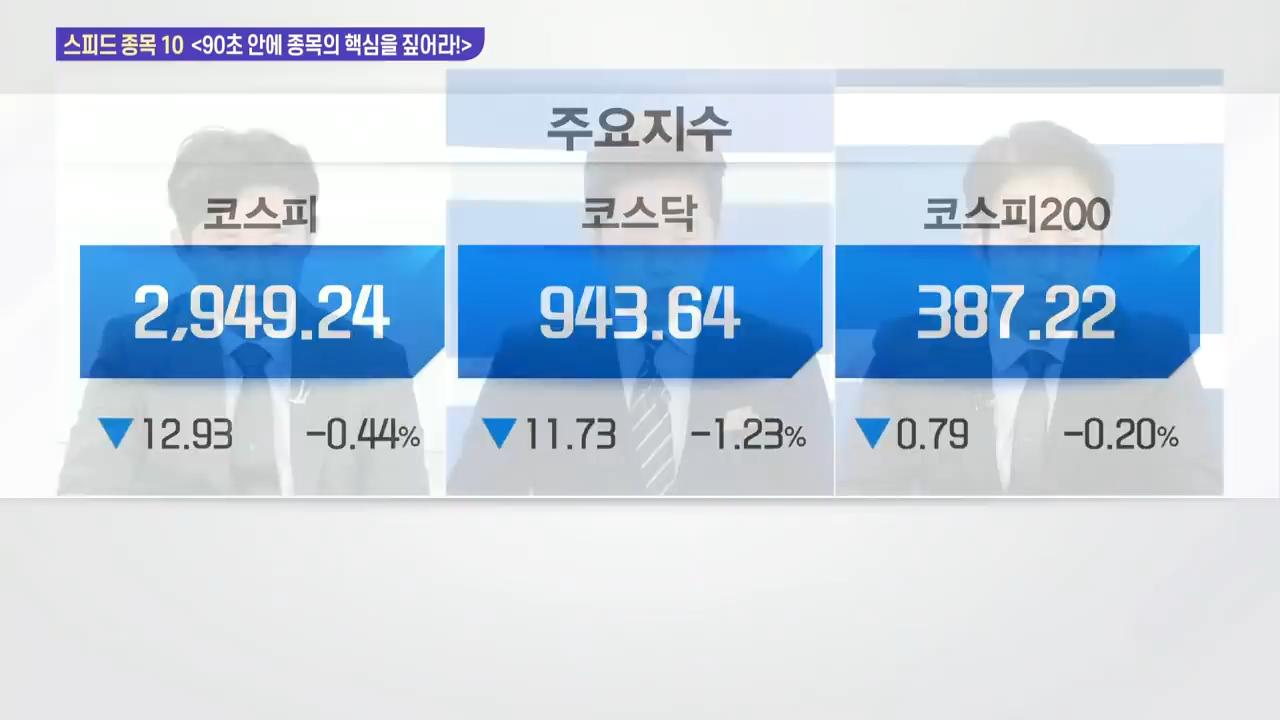 스피드 종목 10 <90초 안에 종목의 핵심을 짚어라!>
주요지수
코스피 코스닥 코스피200
2,949.24 943.64 387.22
▼12.93 -0.44% ▼11.73 -1.23% ▼0.79 -0.20%